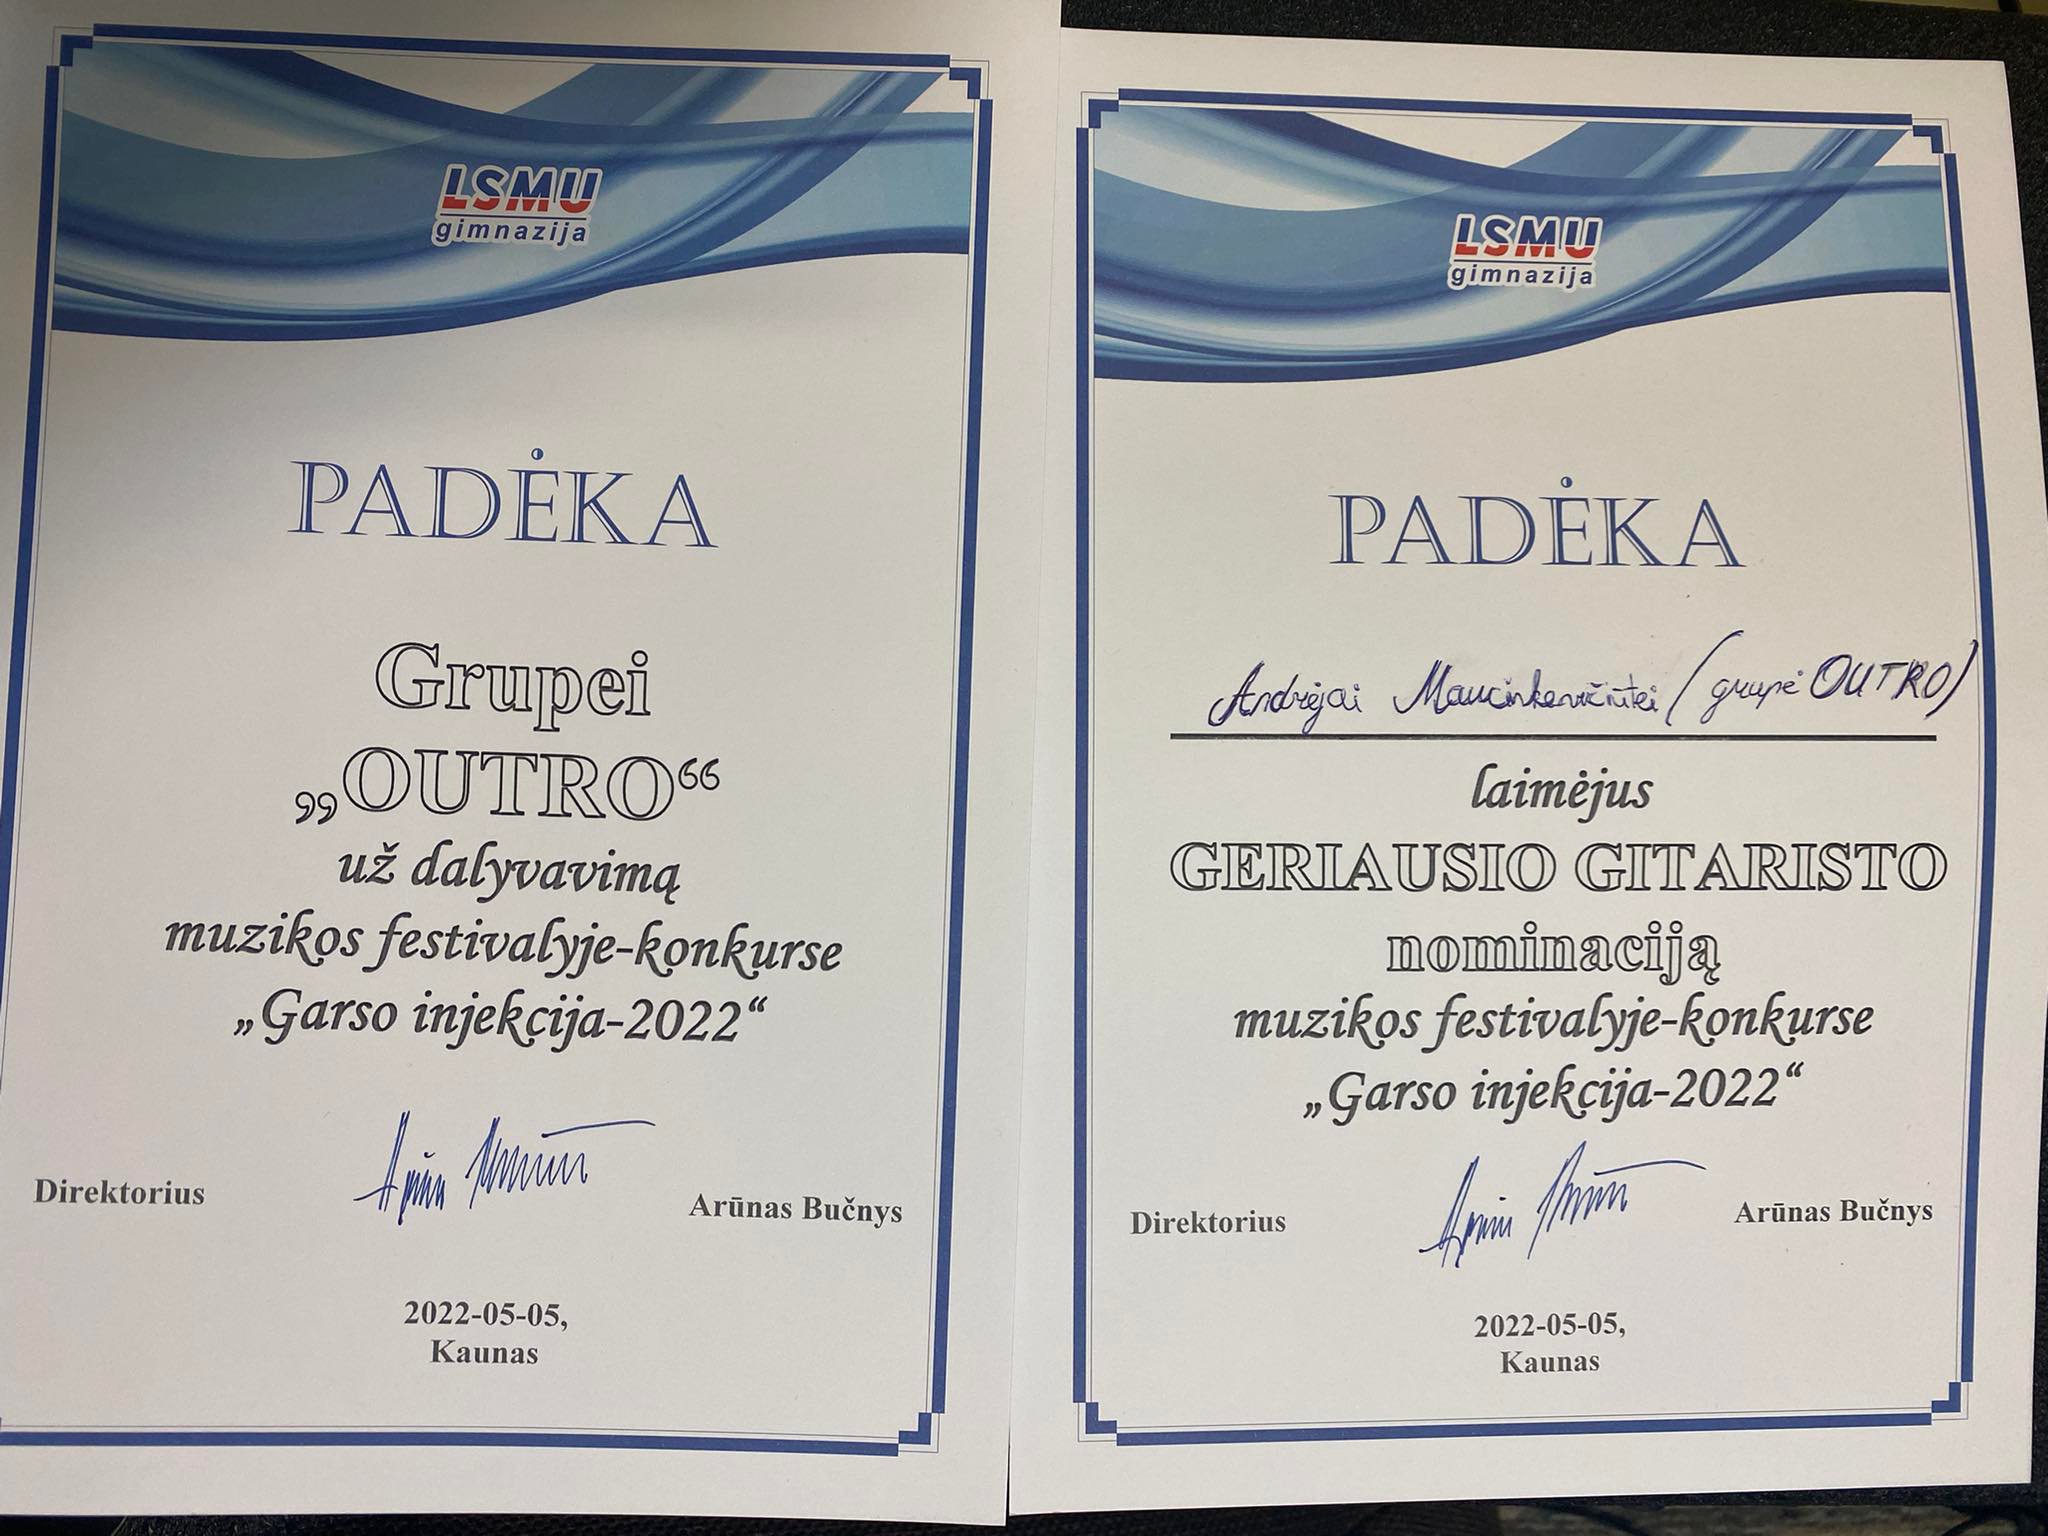 LSMU
gimnazija
PADĖKA
Grupei
„OUTRO“
už dalyvavimą
muzikos festivalyje-konkurse
„Garso injekcija-2022“
Direktorius
Arūnas Bučnys
2022-05-05,
Kaunas
LSMU
gimnazija
PADĖKA
Andrėjai Maucinkevičiūtei (grupė OUTRO)
laimėjus
GERIAUSIO GITARISTO
nominaciją
muzikos festivalyje-konkurse
„Garso injekcija-2022“
Direktorius
Arūnas Bučnys
2022-05-05,
Kaunas